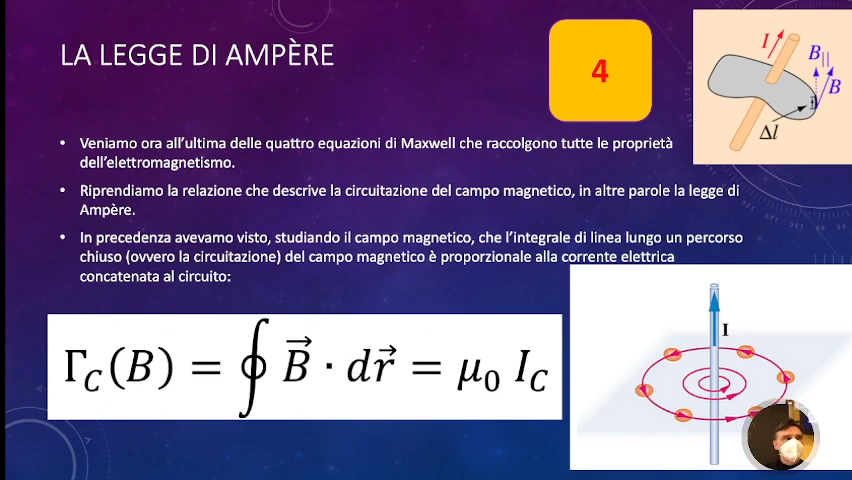 LA LEGGE DI AMPÈRE
4
I
B||
B
Δl
• Veniamo ora all’ultima delle quattro equazioni di Maxwell che raccolgono tutte le proprietà
dell’elettromagnetismo.
• Riprendiamo la relazione che descrive la circuitazione del campo magnetico, in altre parole la legge di
Ampère.
• In precedenza avevamo visto, studiando il campo magnetico, che l’integrale di linea lungo un percorso
chiuso (ovvero la circuitazione) del campo magnetico è proporzionale alla corrente elettrica
concatenata al circuito:
Γ_C(B) = ∮ B⃗ · dr⃗ = μ₀ I_C
I